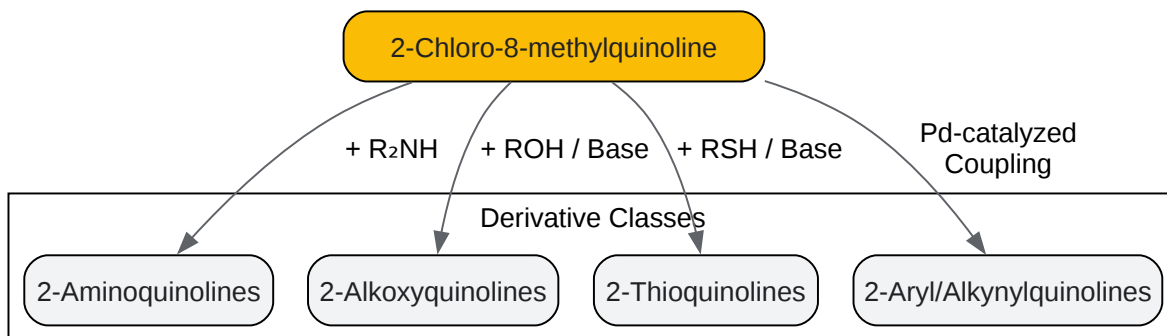 2-Chloro-8-methylquinoline
+ R₂NH
+ ROH / Base
+ RSH / Base
Pd-catalyzed
Coupling
Derivative Classes
2-Aminoquinolines
2-Alkoxyquinolines
2-Thioquinolines
2-Aryl/Alkynylquinolines